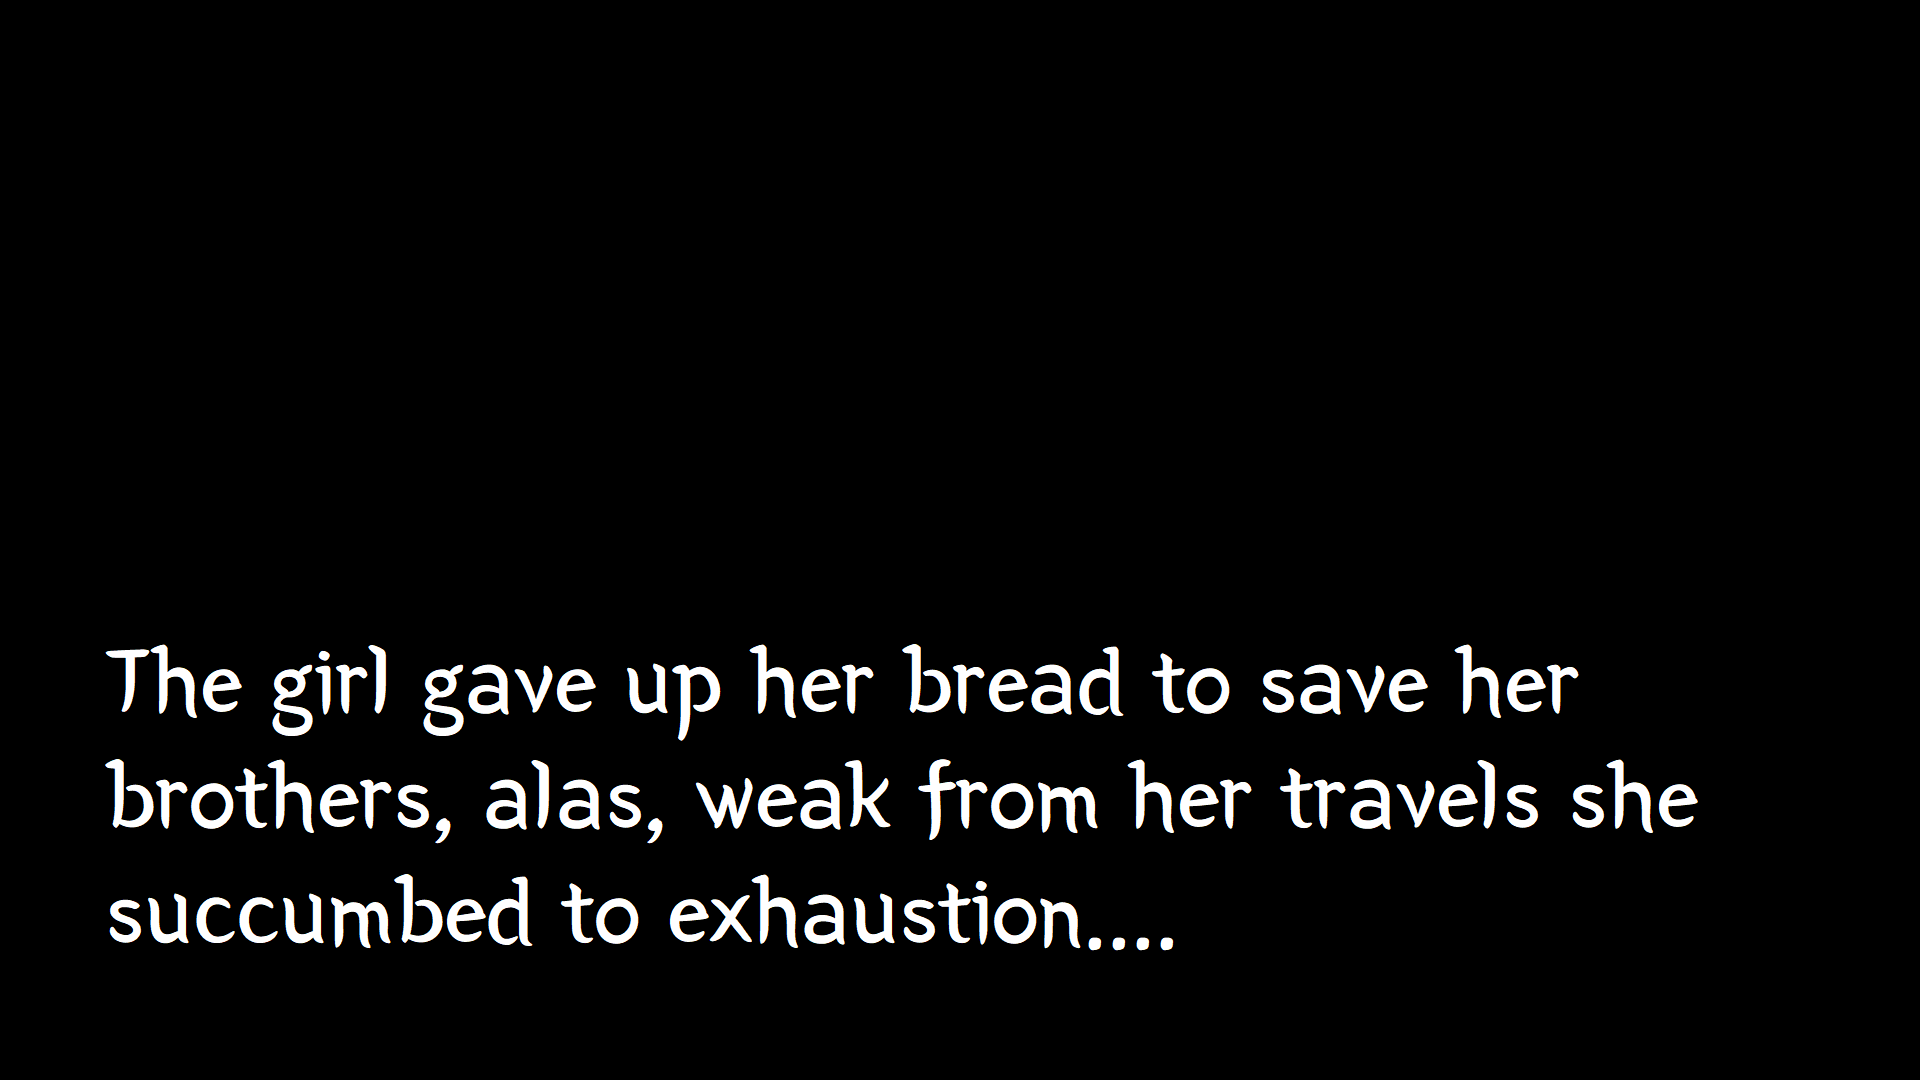 The girl gave up her bread to save her
brothers, alas, weak from her travels she
succumbed to exhaustion....